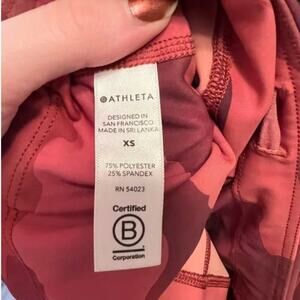 ATHLETA
DESIGNED IN
SAN FRANCISCO
MADE IN SRI LANKA
XS
75% POLYESTER
25% SPANDEX
RN 54023
Certified
B
Corporation